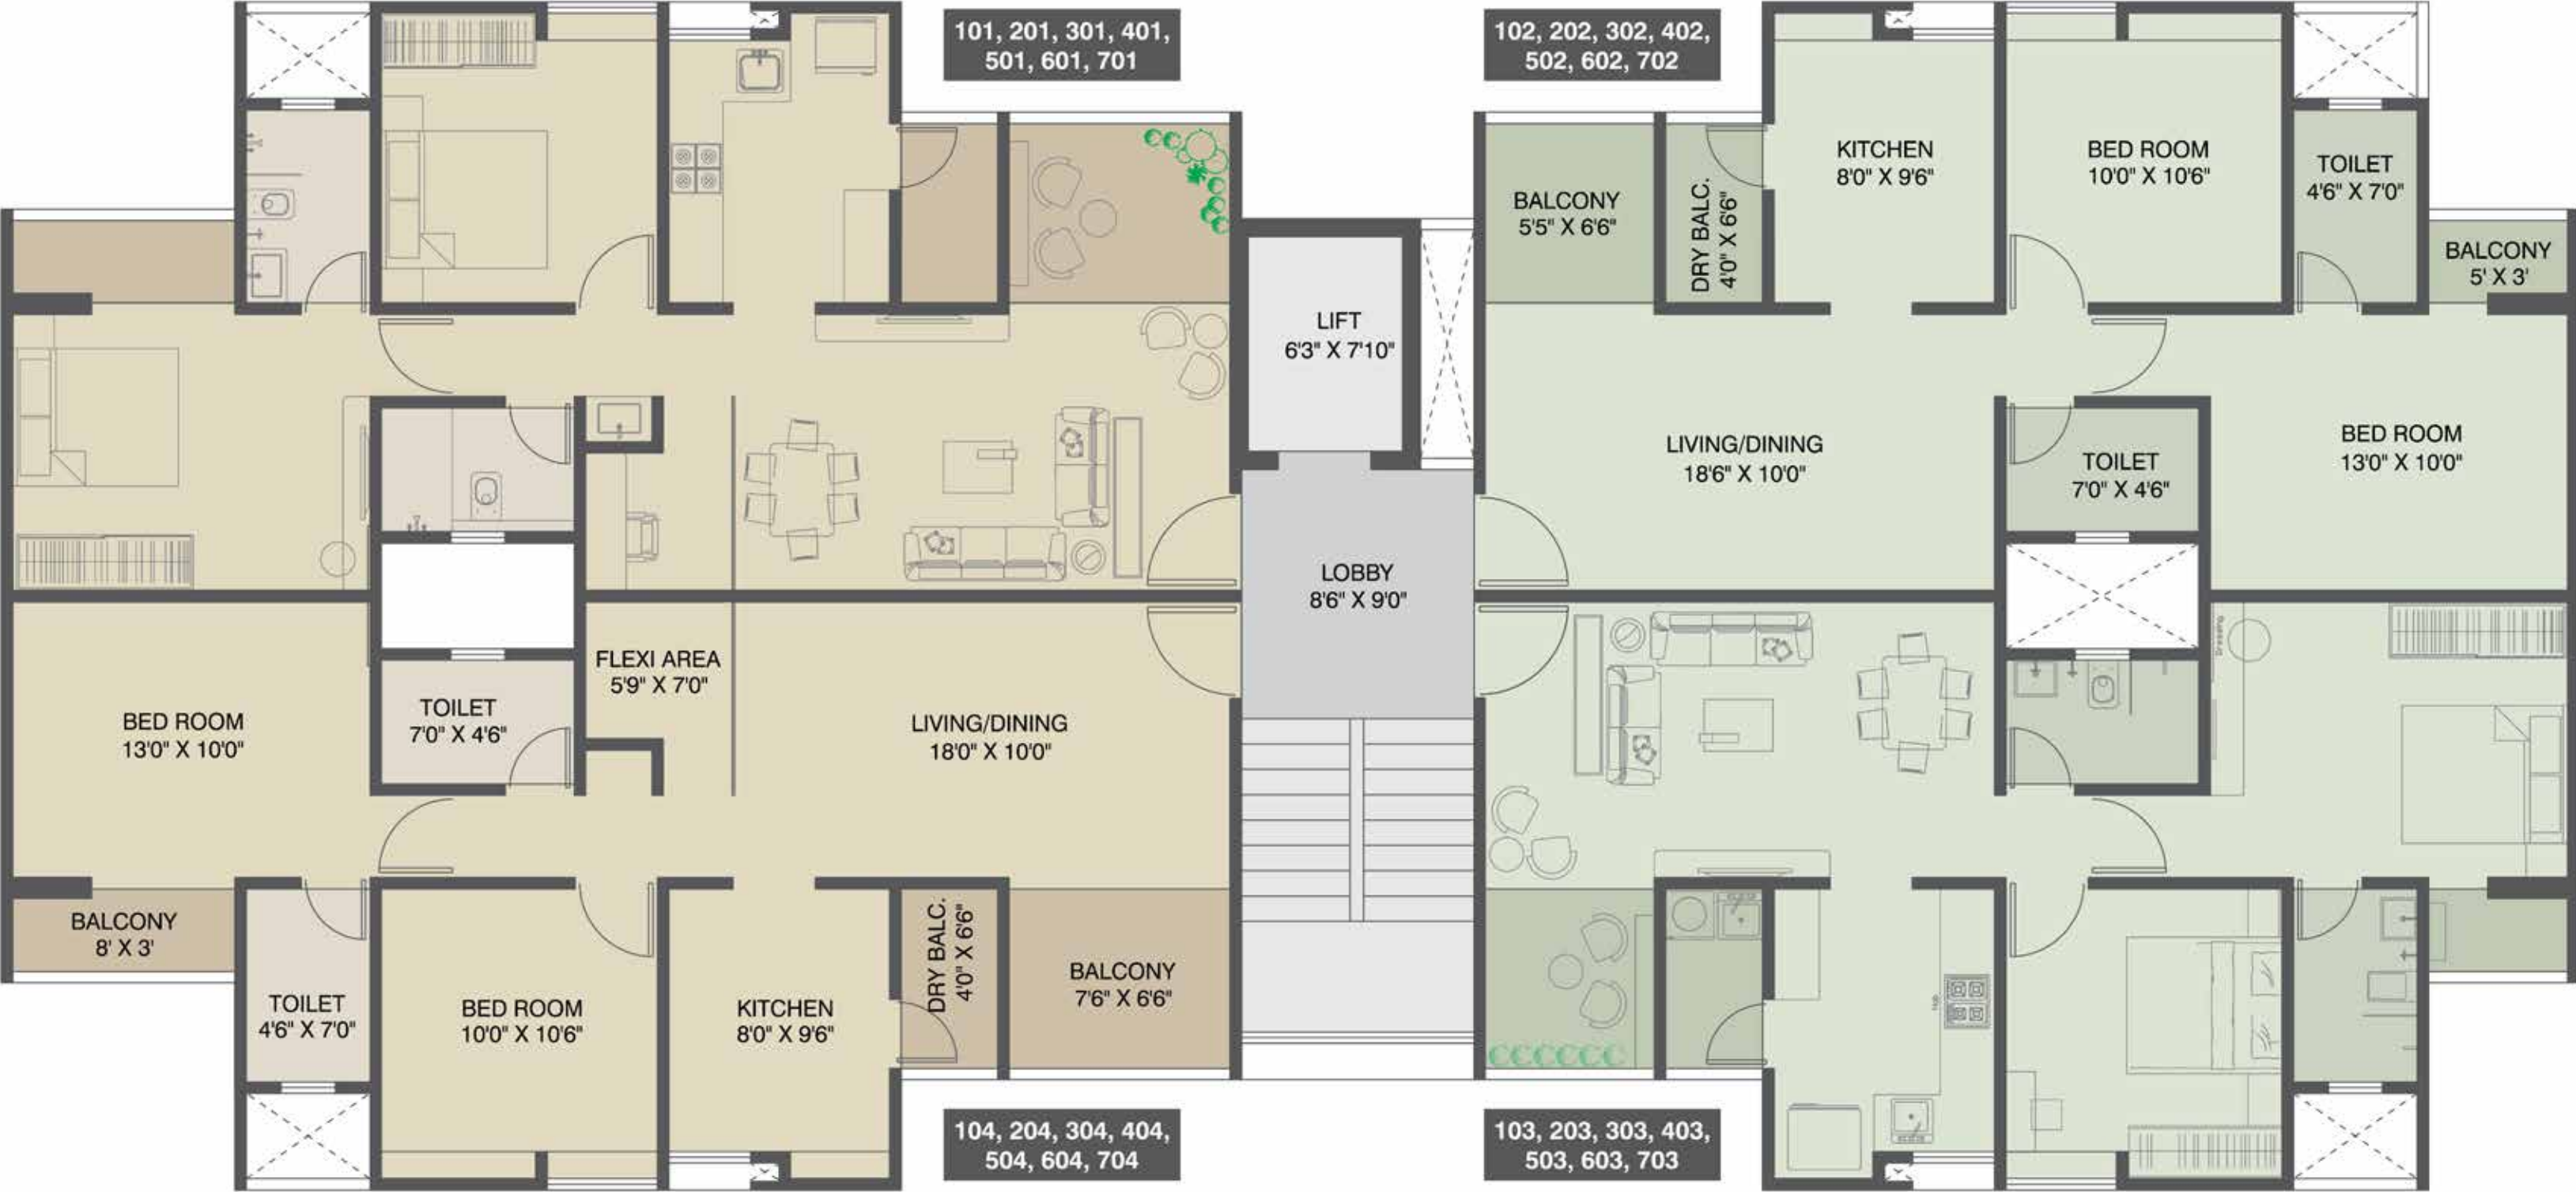 101, 201, 301, 401,
501, 601, 701
102, 202, 302, 402,
502, 602, 702
KITCHEN
8'0" X 9'6"
BED ROOM
10'0" X 10'6"
TOILET
4'6" X 7'0"
BALCONY
5'5" X 6'6"
DRY BALC.
4'0" X 6'6"
BALCONY
5' X 3'
LIFT
6'3" X 7'10"
LIVING/DINING
18'6" X 10'0"
TOILET
7'0" X 4'6"
BED ROOM
13'0" X 10'0"
LOBBY
8'6" X 9'0"
Dressing
FLEXI AREA
5'9" X 7'0"
BED ROOM
13'0" X 10'0"
TOILET
7'0" X 4'6"
LIVING/DINING
18'0" X 10'0"
BALCONY
8' X 3'
TOILET
4'6" X 7'0"
BED ROOM
10'0" X 10'6"
KITCHEN
8'0" X 9'6"
DRY BALC.
4'0" X 6'6"
BALCONY
7'6" X 6'6"
104, 204, 304, 404,
504, 604, 704
103, 203, 303, 403,
503, 603, 703